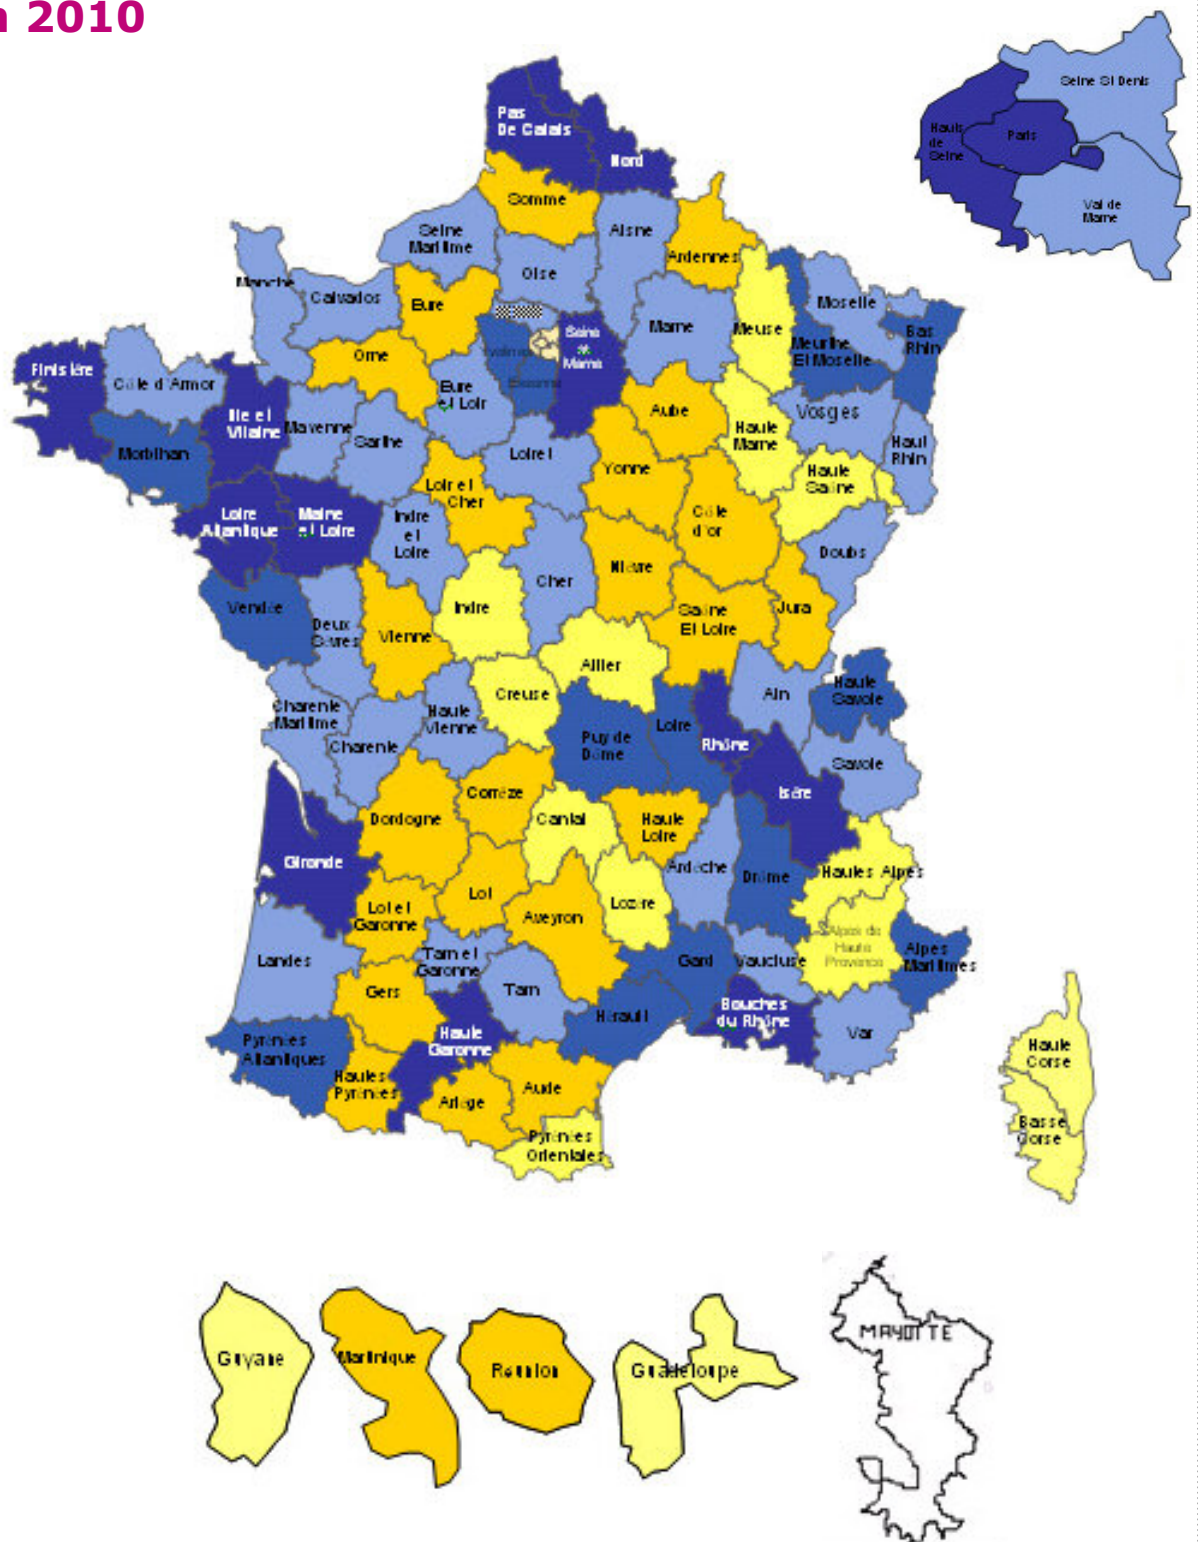 n 2010
Seine St Denis
Hauts
de
Seine
Paris
Val de
Marne
Pas
De Calais
Nord
Somme
Seine
Maritime
Aisne
Ardennes
Oise
Manche
Calvados
Eure
Moselle
Marne
Meuse
Meurthe
Et Moselle
Bas
Rhin
Seine
et
Marne
Yvelines
Essonne
Orne
Finistère
Côte d'Armor
Eure
et Loir
Ille et
Vilaine
Mayenne
Sarthe
Aube
Haute
Marne
Vosges
Haut
Rhin
Morbihan
Loiret
Yonne
Haute
Saône
Loir et
Cher
Loire
Atlantique
Maine
et Loire
Indre
et
Loire
Côte
d'or
Doubs
Cher
Nièvre
Vendée
Deux
Sèvres
Vienne
Indre
Saône
Et Loire
Jura
Allier
Creuse
Ain
Haute
Savoie
Charente
Maritime
Haute
Vienne
Charente
Puy de
Dôme
Loire
Rhône
Savoie
Isère
Corrèze
Dordogne
Cantal
Haute
Loire
Gironde
Ardèche
Drôme
Hautes Alpes
Lot
Lozère
Lot et
Garonne
Aveyron
Alpes de
Haute
Provence
Alpes
Maritimes
Landes
Tarn et
Garonne
Gard
Vaucluse
Gers
Tarn
Bouches
du Rhône
Hérault
Var
Haute
Garonne
Pyrénées
Atlantiques
Hautes
Pyrénées
Ariège
Aude
Pyrénées
Orientales
Haute
Corse
Basse
Corse
Guyane
Martinique
Réunion
Guadeloupe
MAYOTTE